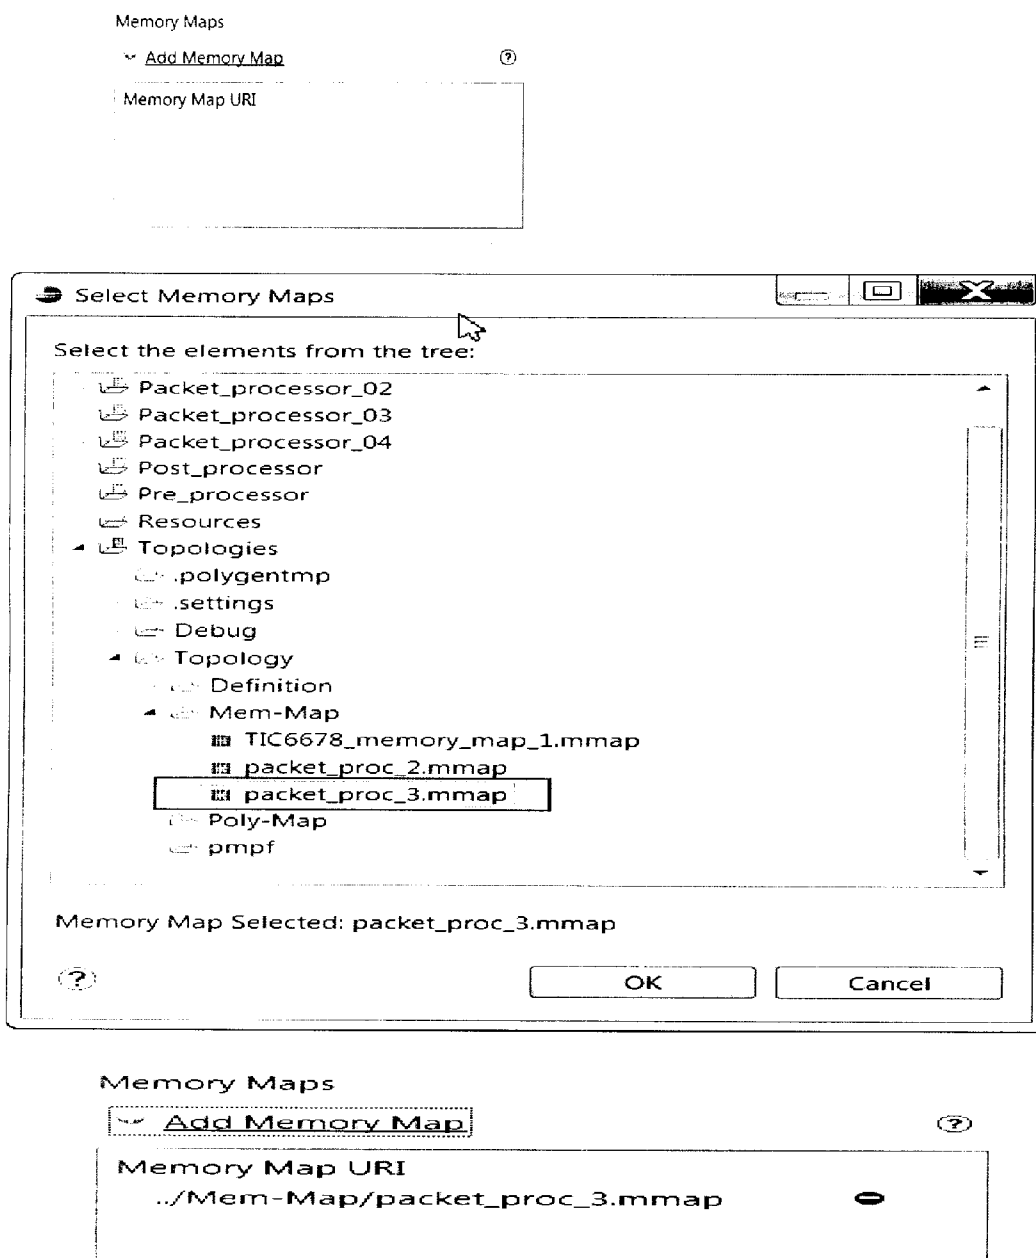 Memory Maps
Add Memory Map
Memory Map URI
Select Memory Maps
Select the elements from the tree:
Packet_processor_02
Packet_processor_03
Packet_processor_04
Post_processor
Pre_processor
Resources
Topologies
.polygentmp
.settings
Debug
Topology
Definition
Mem-Map
TIC6678_memory_map_1.mmap
packet_proc_2.mmap
packet_proc_3.mmap
Poly-Map
pmpf
Memory Map Selected: packet_proc_3.mmap
OK Cancel
Memory Maps
Add Memory Map
Memory Map URI
../Mem-Map/packet_proc_3.mmap